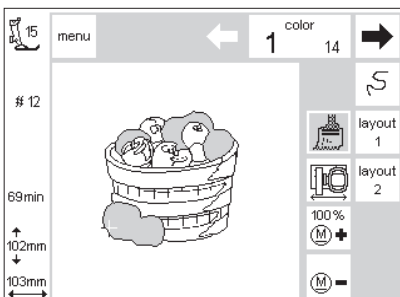 15
menu
color
1 14
# 12
layout
1
layout
2
69min
100%
M +
102mm
M -
103mm